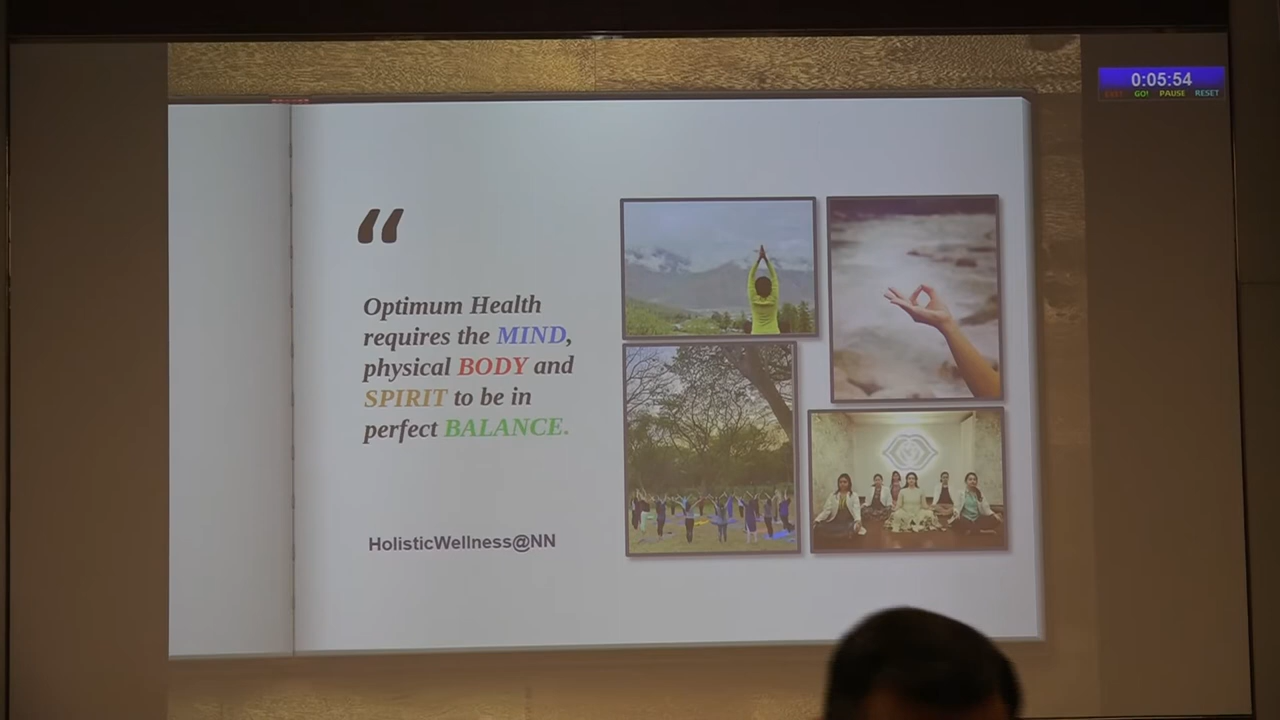 0:05:54
GO! PAUSE RESET
“
Optimum Health
requires the MIND,
physical BODY and
SPIRIT to be in
perfect BALANCE.
HolisticWellness@NN